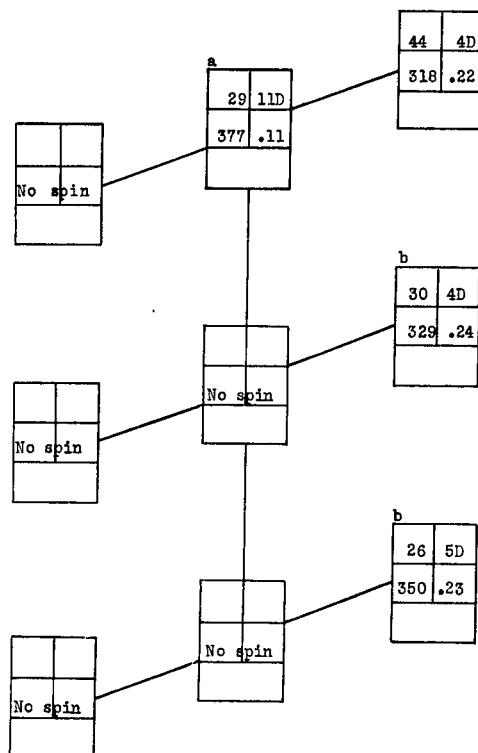 44 4D
318 .22
a
29 11D
377 .11
No spin
b
30 4D
329 .24
No spin
No spin
b
26 5D
350 .23
No spin
No spin